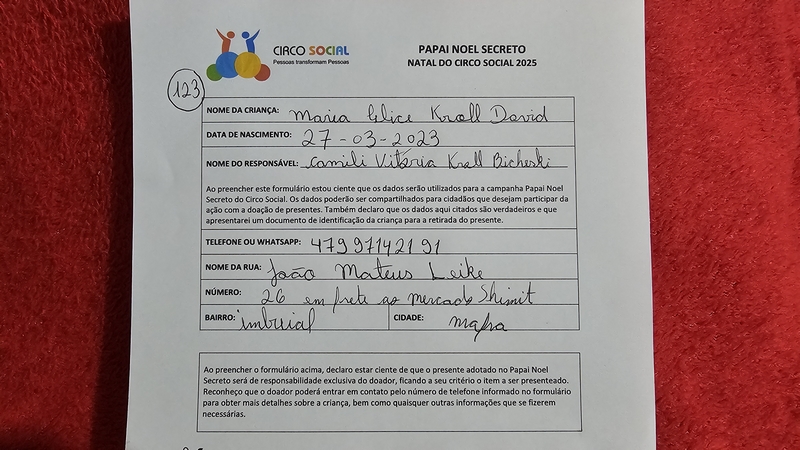 CIRCO SOCIAL
Pessoas transformam Pessoas
PAPAI NOEL SECRETO
NATAL DO CIRCO SOCIAL 2025
123
NOME DA CRIANÇA: Maria Elice Kroll David
DATA DE NASCIMENTO: 27-03-2023
NOME DO RESPONSÁVEL: Camili Vitória Kroll Bicheski
Ao preencher este formulário estou ciente que os dados serão utilizados para a campanha Papai Noel
Secreto do Circo Social. Os dados poderão ser compartilhados para cidadãos que desejam participar da
ação com a doação de presentes. Também declaro que os dados aqui citados são verdadeiros e que
apresentarei um documento de identificação da criança para a retirada do presente.
TELEFONE OU WHATSAPP: 47997142191
NOME DA RUA: João Mateus Leike
NÚMERO: 26 em frete ao mercado Shimit
BAIRRO: imbuial CIDADE: mafra
Ao preencher o formulário acima, declaro estar ciente de que o presente adotado no Papai Noel
Secreto será de responsabilidade exclusiva do doador, ficando a seu critério o item a ser presenteado.
Reconheço que o doador poderá entrar em contato pelo número de telefone informado no formulário
para obter mais detalhes sobre a criança, bem como quaisquer outras informações que se fizerem
necessárias.